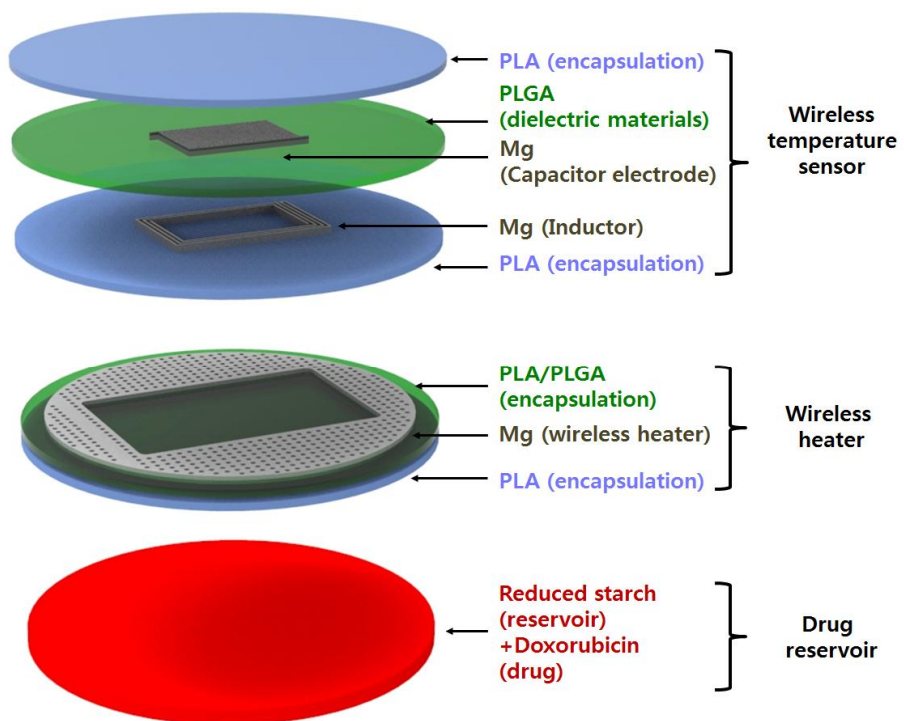 PLA (encapsulation)
PLGA
(dielectric materials)
Mg
(Capacitor electrode)
Mg (Inductor)
PLA (encapsulation)
Wireless
temperature
sensor
PLA/PLGA
(encapsulation)
Mg (wireless heater)
PLA (encapsulation)
Wireless
heater
Reduced starch
(reservoir)
+Doxorubicin
(drug)
Drug
reservoir